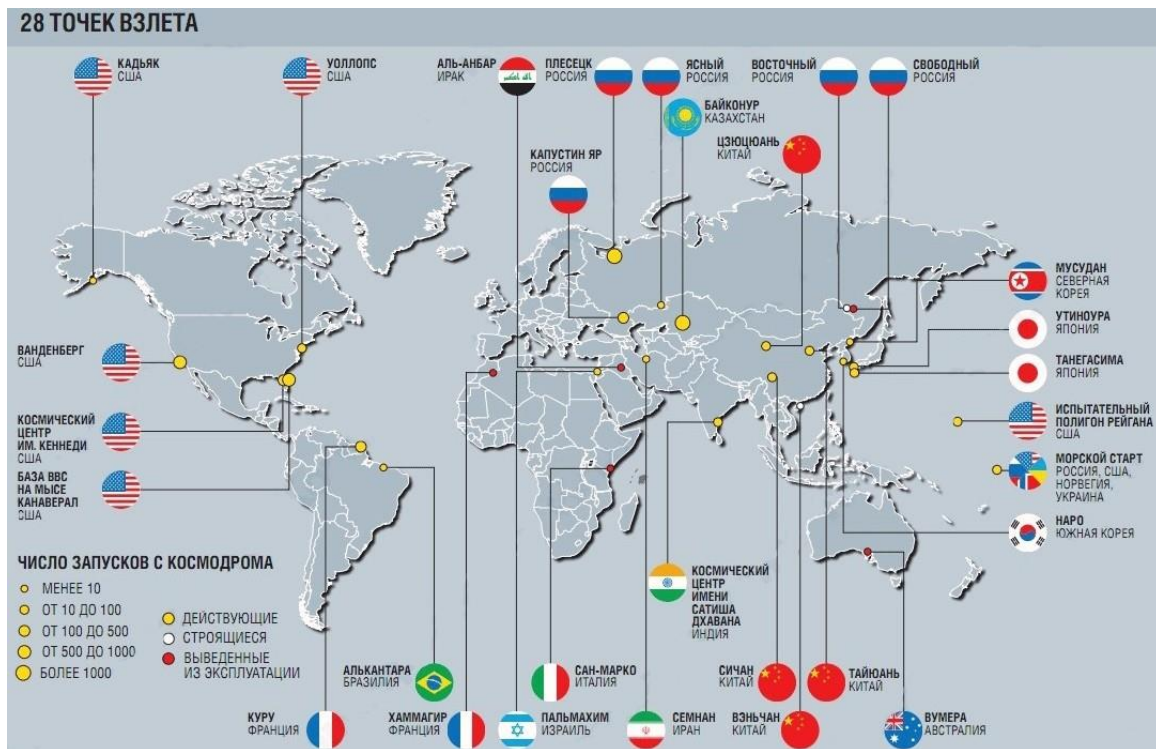 28 ТОЧЕК ВЗЛЕТА
КАДЬЯК
США
УОЛЛОПС
США
АЛЬ-АНБАР
ИРАК
ПЛЕСЕЦК
РОССИЯ
ЯСНЫЙ
РОССИЯ
ВОСТОЧНЫЙ
РОССИЯ
СВОБОДНЫЙ
РОССИЯ
БАЙКОНУР
КАЗАХСТАН
ЦЗЮЦЮАНЬ
КИТАЙ
КАПУСТИН ЯР
РОССИЯ
МУСУДАН
СЕВЕРНАЯ
КОРЕЯ
УТИНОУРА
ЯПОНИЯ
ТАНЕГАСИМА
ЯПОНИЯ
ИСПЫТАТЕЛЬНЫЙ
ПОЛИГОН РЕЙГАНА
США
МОРСКОЙ СТАРТ
РОССИЯ, США,
НОРВЕГИЯ,
УКРАИНА
НАРО
ЮЖНАЯ КОРЕЯ
ВАНДЕНБЕРГ
США
КОСМИЧЕСКИЙ
ЦЕНТР
ИМ. КЕННЕДИ
США
БАЗА ВВС
НА МЫСЕ
КАНАВЕРАЛ
США
ЧИСЛО ЗАПУСКОВ С КОСМОДРОМА
МЕНЕЕ 10
ОТ 10 ДО 100
ОТ 100 ДО 500
ОТ 500 ДО 1000
БОЛЕЕ 1000
ДЕЙСТВУЮЩИЕ
СТРОЯЩИЕСЯ
ВЫВЕДЕННЫЕ
ИЗ ЭКСПЛУАТАЦИИ
КОСМИЧЕСКИЙ
ЦЕНТР
ИМЕНИ
САТИША
ДХАВАНА
ИНДИЯ
АЛЬКАНТАРА
БРАЗИЛИЯ
САН-МАРКО
ИТАЛИЯ
СИЧАН
КИТАЙ
ТАЙЮАНЬ
КИТАЙ
КУРУ
ФРАНЦИЯ
ХАММАГИР
ФРАНЦИЯ
ПАЛЬМАХИМ
ИЗРАИЛЬ
СЕМНАН
ИРАН
ВЭНЬЧАН
КИТАЙ
ВУМЕРА
АВСТРАЛИЯ